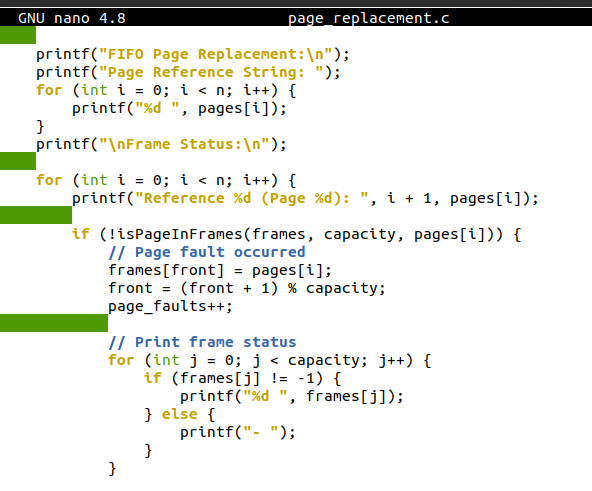 GNU nano 4.8 page_replacement.c
printf("FIFO Page Replacement:\n");
printf("Page Reference String: ");
for (int i = 0; i < n; i++) {
printf("%d ", pages[i]);
}
printf("\nFrame Status:\n");
for (int i = 0; i < n; i++) {
printf("Reference %d (Page %d): ", i + 1, pages[i]);
if (!isPageInFrames(frames, capacity, pages[i])) {
// Page fault occurred
frames[front] = pages[i];
front = (front + 1) % capacity;
page_faults++;
// Print frame status
for (int j = 0; j < capacity; j++) {
if (frames[j] != -1) {
printf("%d ", frames[j]);
} else {
printf("- ");
}
}